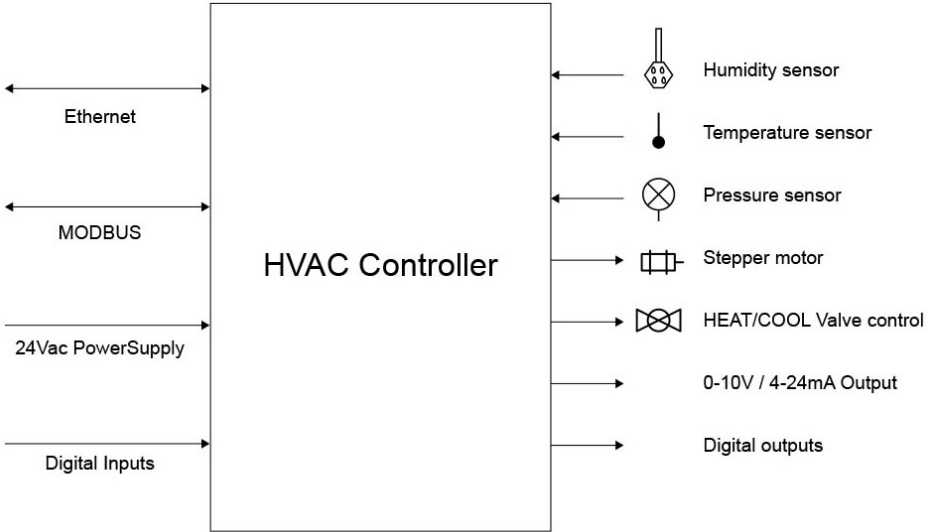 Ethernet
MODBUS
24Vac PowerSupply
Digital Inputs
HVAC Controller
Humidity sensor
Temperature sensor
Pressure sensor
Stepper motor
HEAT/COOL Valve control
0-10V / 4-24mA Output
Digital outputs